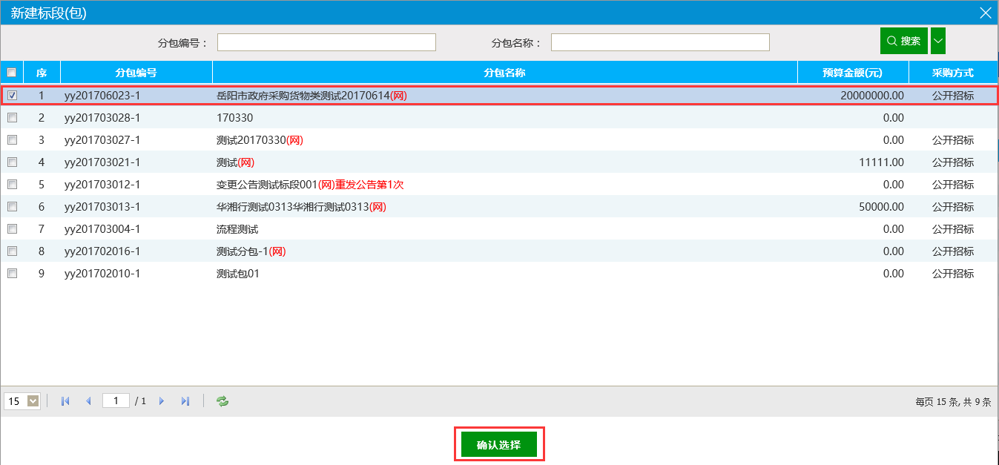 新建标段(包)
分包编号： 分包名称： 搜索
序 分包编号 分包名称 预算金额(元) 采购方式
1 yy201706023-1 岳阳市政府采购货物类测试20170614(网) 20000000.00 公开招标
2 yy201703028-1 170330 0.00
3 yy201703027-1 测试20170330(网) 0.00 公开招标
4 yy201703021-1 测试(网) 11111.00 公开招标
5 yy201703012-1 变更公告测试标段001(网)重发公告第1次 0.00 公开招标
6 yy201703013-1 华湘行测试0313华湘行测试0313(网) 50000.00 公开招标
7 yy201703004-1 流程测试 0.00 公开招标
8 yy201702016-1 测试分包-1(网) 0.00 公开招标
9 yy201702010-1 测试包01 0.00 公开招标
15 1 / 1 每页 15 条, 共 9 条
确认选择